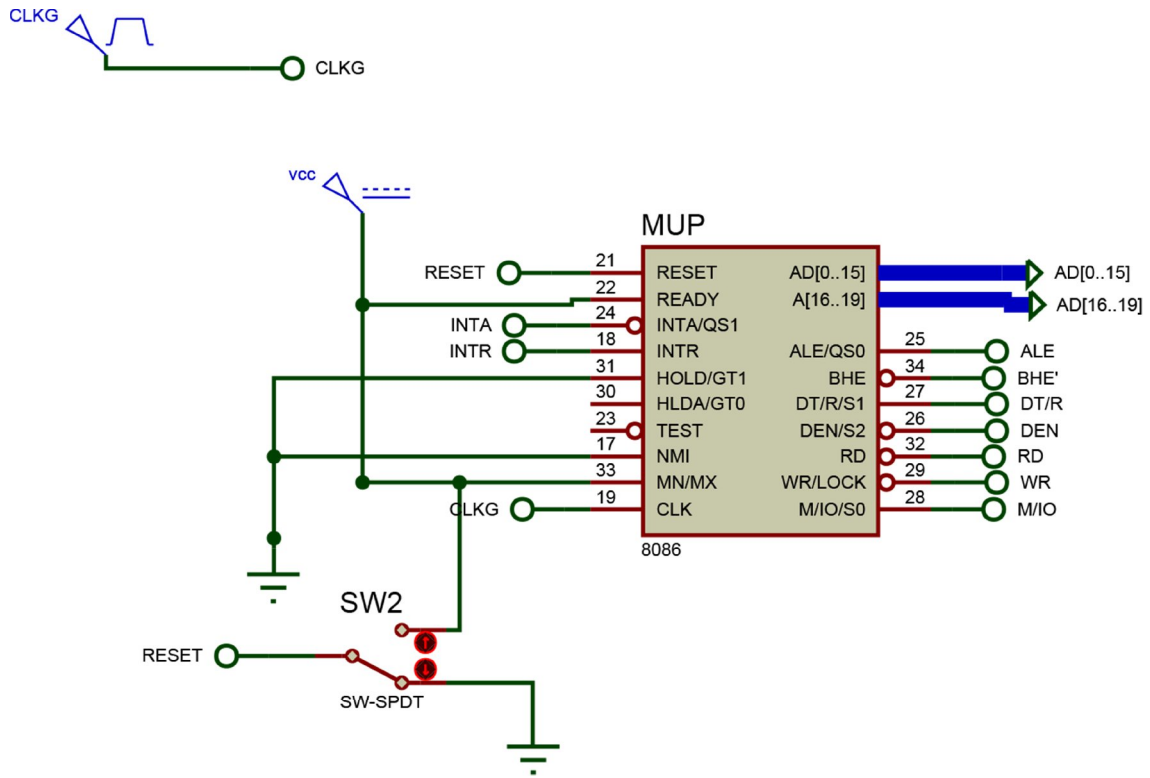 CLKG
CLKG
vcc
MUP
21
RESET RESET AD[0..15] AD[0..15]
22
READY A[16..19] AD[16..19]
24
INTA INTA/QS1
18 25
INTR INTR ALE/QS0 ALE
31 34
HOLD/GT1 BHE BHE'
30 27
HLDA/GT0 DT/R/S1 DT/R
23 26
TEST DEN/S2 DEN
17 32
NMI RD RD
33 29
MN/MX WR/LOCK WR
19 28
CLKG CLK M/IO/S0 M/IO
8086
SW2
RESET
SW-SPDT